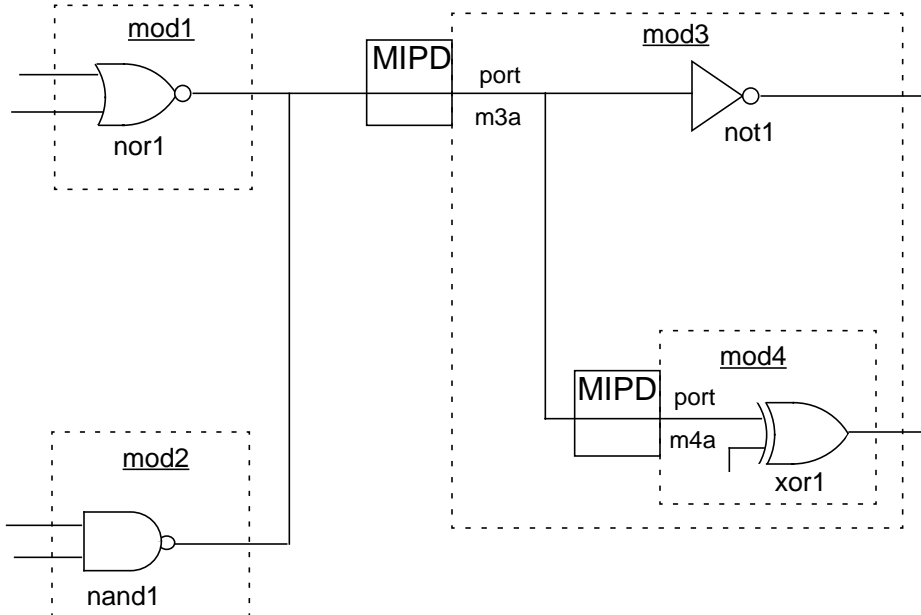 mod1
nor1
MIPD
port
m3a
mod3
not1
MIPD
port
m4a
mod4
xor1
mod2
nand1